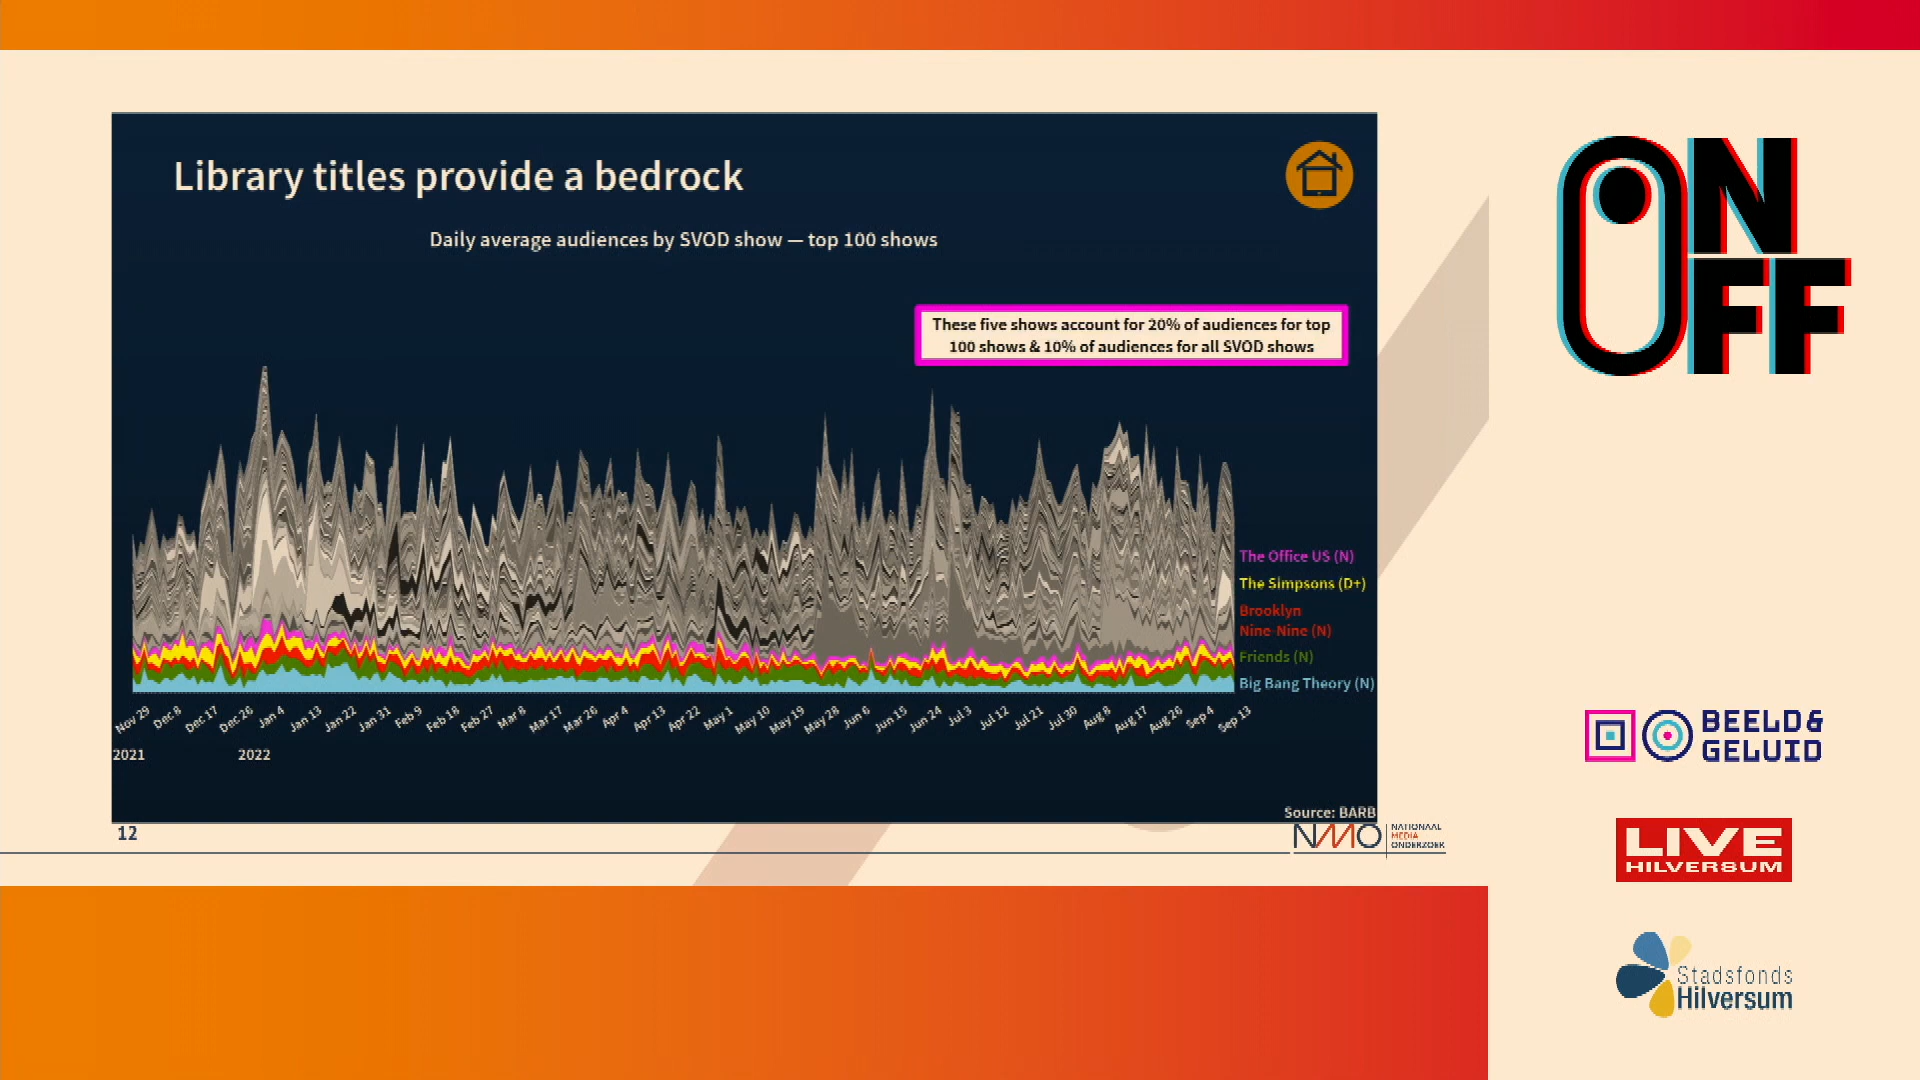 Library titles provide a bedrock
Daily average audiences by SVOD show — top 100 shows
These five shows account for 20% of audiences for top
100 shows & 10% of audiences for all SVOD shows
The Office US (N)
The Simpsons (D+)
Brooklyn
Nine-Nine (N)
Friends (N)
Big Bang Theory (N)
Nov 29 Dec 8 Dec 17 Dec 26 Jan 4 Jan 13 Jan 22 Jan 31 Feb 9 Feb 18 Feb 27 Mar 8 Mar 17 Mar 26 Apr 4 Apr 13 Apr 22 May 1 May 10 May 19 May 28 Jun 6 Jun 15 Jun 24 Jul 3 Jul 12 Jul 21 Jul 30 Aug 8 Aug 17 Aug 26 Sep 4 Sep 13
2021 2022
Source: BARB
12
NMO
NATIONAAL
MEDIA
ONDERZOEK
ON
OFF
BEELD&
GELUID
LIVE
HILVERSUM
Stadsfonds
Hilversum